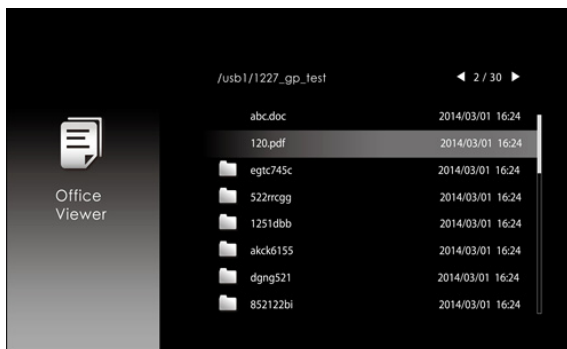 /usb1/1227_gp_test ◀ 2 / 30 ▶
abc.doc 2014/03/01 16:24
120.pdf 2014/03/01 16:24
egtc745c 2014/03/01 16:24
522rrcgg 2014/03/01 16:24
1251dbb 2014/03/01 16:24
akck6155 2014/03/01 16:24
dgng521 2014/03/01 16:24
852122bi 2014/03/01 16:24
Office
Viewer